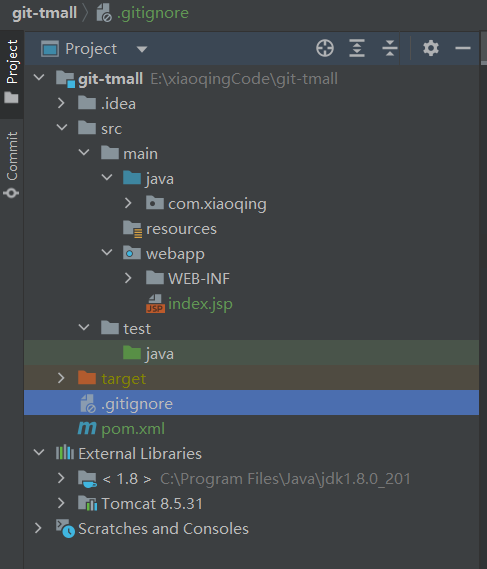 git-tmall .gitignore
Project
Project
Commit
git-tmall E:\xiaoqingCode\git-tmall
.idea
src
main
java
com.xiaoqing
resources
webapp
WEB-INF
JSP index.jsp
test
java
target
.gitignore
m pom.xml
External Libraries
< 1.8 > C:\Program Files\Java\jdk1.8.0_201
Tomcat 8.5.31
Scratches and Consoles